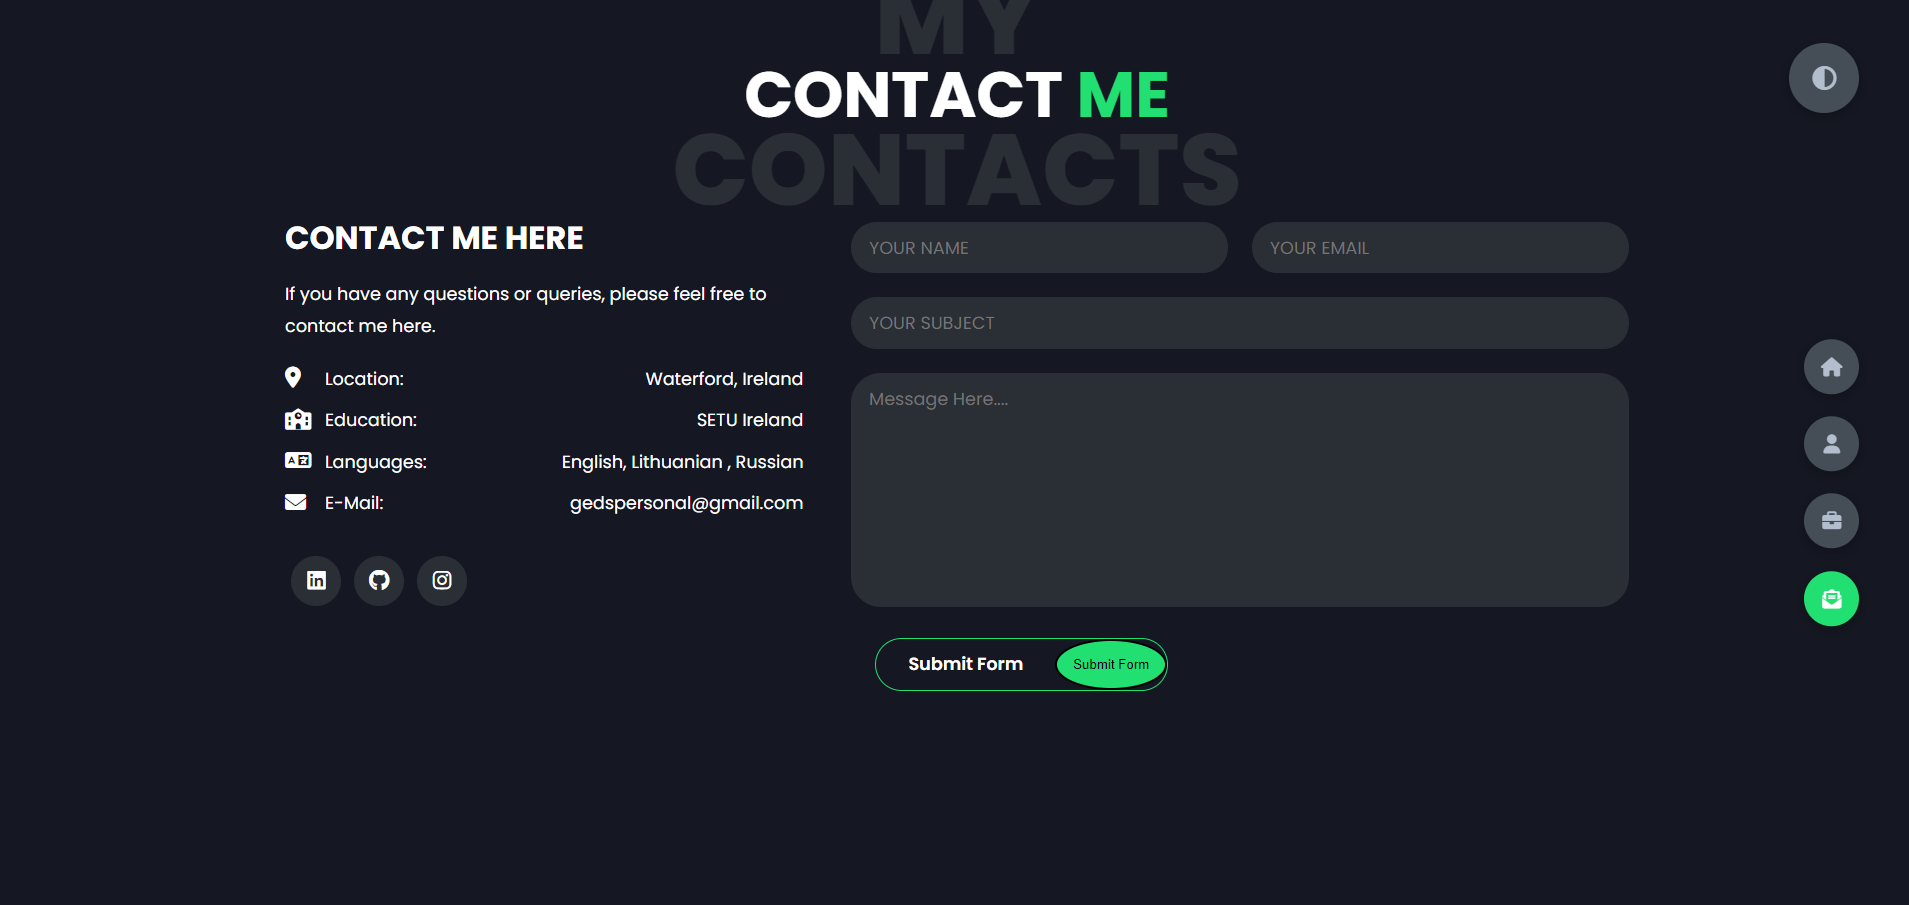 MY
CONTACT ME
CONTACTS
CONTACT ME HERE
If you have any questions or queries, please feel free to
contact me here.
Location: Waterford, Ireland
Education: SETU Ireland
Languages: English, Lithuanian , Russian
E-Mail: gedspersonal@gmail.com
YOUR NAME YOUR EMAIL
YOUR SUBJECT
Message Here....
Submit Form Submit Form